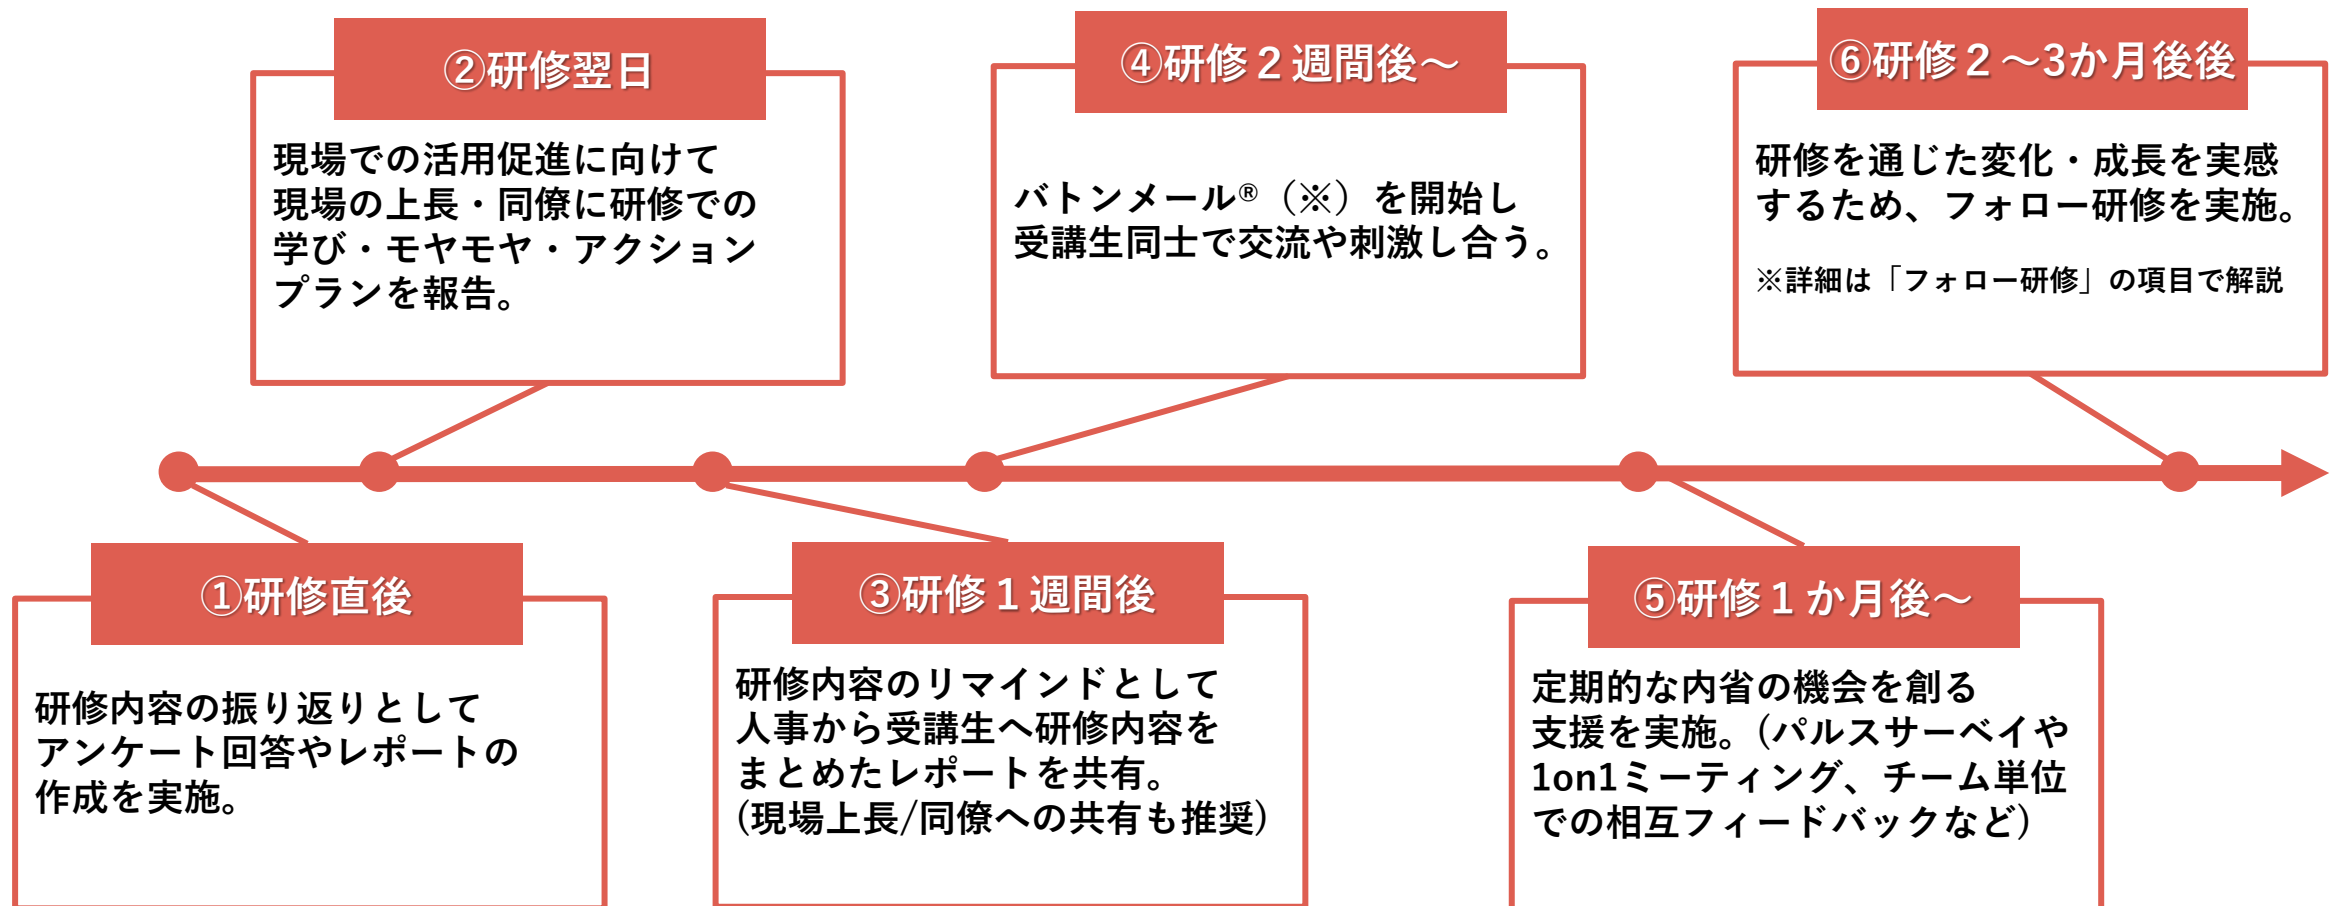 ①研修直後
研修内容の振り返りとして
アンケート回答やレポートの
作成を実施。
②研修翌日
現場での活用促進に向けて
現場の上長・同僚に研修での
学び・モヤモヤ・アクション
プランを報告。
③研修１週間後
研修内容のリマインドとして
人事から受講生へ研修内容を
まとめたレポートを共有。
(現場上長/同僚への共有も推奨)
④研修２週間後～
バトンメール®（※）を開始し
受講生同士で交流や刺激し合う。
⑤研修１か月後～
定期的な内省の機会を創る
支援を実施。(パルスサーベイや
1on1ミーティング、チーム単位
での相互フィードバックなど)
⑥研修２～3か月後後
研修を通じた変化・成長を実感
するため、フォロー研修を実施。
※詳細は「フォロー研修」の項目で解説